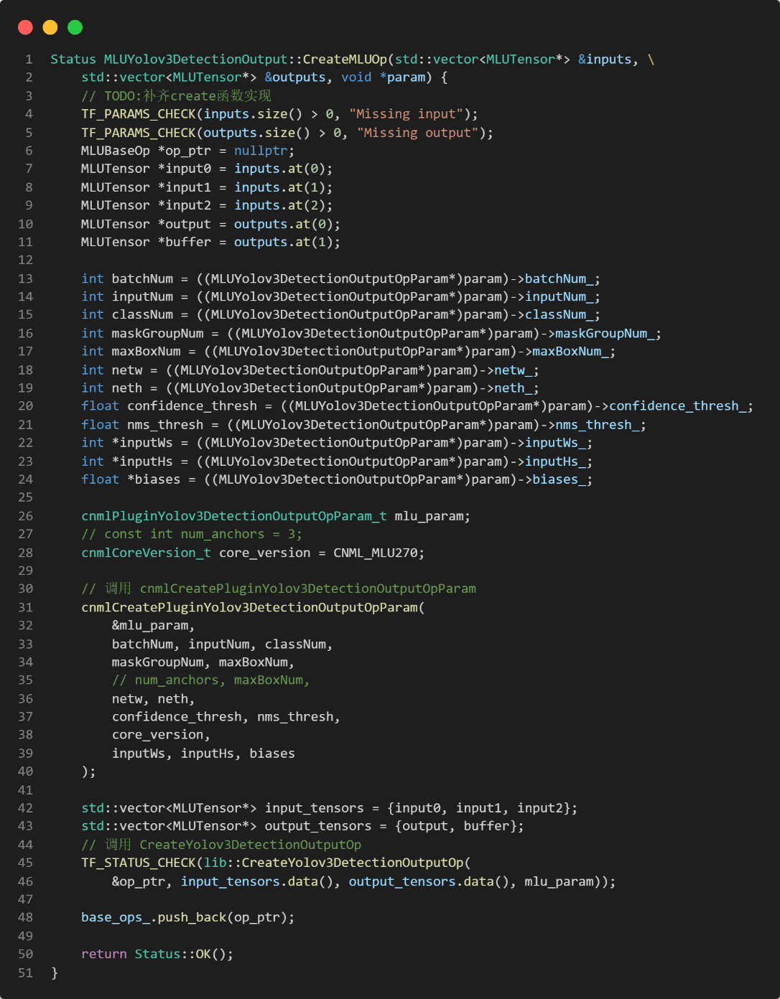 1 Status MLUYolov3DetectionOutput::CreateMLUOp(std::vector<MLUTensor*> &inputs, \
2     std::vector<MLUTensor*> &outputs, void *param) {
3     // TODO:补齐create函数实现
4     TF_PARAMS_CHECK(inputs.size() > 0, "Missing input");
5     TF_PARAMS_CHECK(outputs.size() > 0, "Missing output");
6     MLUBaseOp *op_ptr = nullptr;
7     MLUTensor *input0 = inputs.at(0);
8     MLUTensor *input1 = inputs.at(1);
9     MLUTensor *input2 = inputs.at(2);
10     MLUTensor *output = outputs.at(0);
11     MLUTensor *buffer = outputs.at(1);
12
13     int batchNum = ((MLUYolov3DetectionOutputOpParam*)param)->batchNum_;
14     int inputNum = ((MLUYolov3DetectionOutputOpParam*)param)->inputNum_;
15     int classNum = ((MLUYolov3DetectionOutputOpParam*)param)->classNum_;
16     int maskGroupNum = ((MLUYolov3DetectionOutputOpParam*)param)->maskGroupNum_;
17     int maxBoxNum = ((MLUYolov3DetectionOutputOpParam*)param)->maxBoxNum_;
18     int netw = ((MLUYolov3DetectionOutputOpParam*)param)->netw_;
19     int neth = ((MLUYolov3DetectionOutputOpParam*)param)->neth_;
20     float confidence_thresh = ((MLUYolov3DetectionOutputOpParam*)param)->confidence_thresh_;
21     float nms_thresh = ((MLUYolov3DetectionOutputOpParam*)param)->nms_thresh_;
22     int *inputWs = ((MLUYolov3DetectionOutputOpParam*)param)->inputWs_;
23     int *inputHs = ((MLUYolov3DetectionOutputOpParam*)param)->inputHs_;
24     float *biases = ((MLUYolov3DetectionOutputOpParam*)param)->biases_;
25
26     cnmlPluginYolov3DetectionOutputOpParam_t mlu_param;
27     // const int num_anchors = 3;
28     cnmlCoreVersion_t core_version = CNML_MLU270;
29
30     // 调用 cnmlCreatePluginYolov3DetectionOutputOpParam
31     cnmlCreatePluginYolov3DetectionOutputOpParam(
32         &mlu_param,
33         batchNum, inputNum, classNum,
34         maskGroupNum, maxBoxNum,
35         // num_anchors, maxBoxNum,
36         netw, neth,
37         confidence_thresh, nms_thresh,
38         core_version,
39         inputWs, inputHs, biases
40     );
41
42     std::vector<MLUTensor*> input_tensors = {input0, input1, input2};
43     std::vector<MLUTensor*> output_tensors = {output, buffer};
44     // 调用 CreateYolov3DetectionOutputOp
45     TF_STATUS_CHECK(lib::CreateYolov3DetectionOutputOp(
46         &op_ptr, input_tensors.data(), output_tensors.data(), mlu_param));
47
48     base_ops_.push_back(op_ptr);
49
50     return Status::OK();
51 }